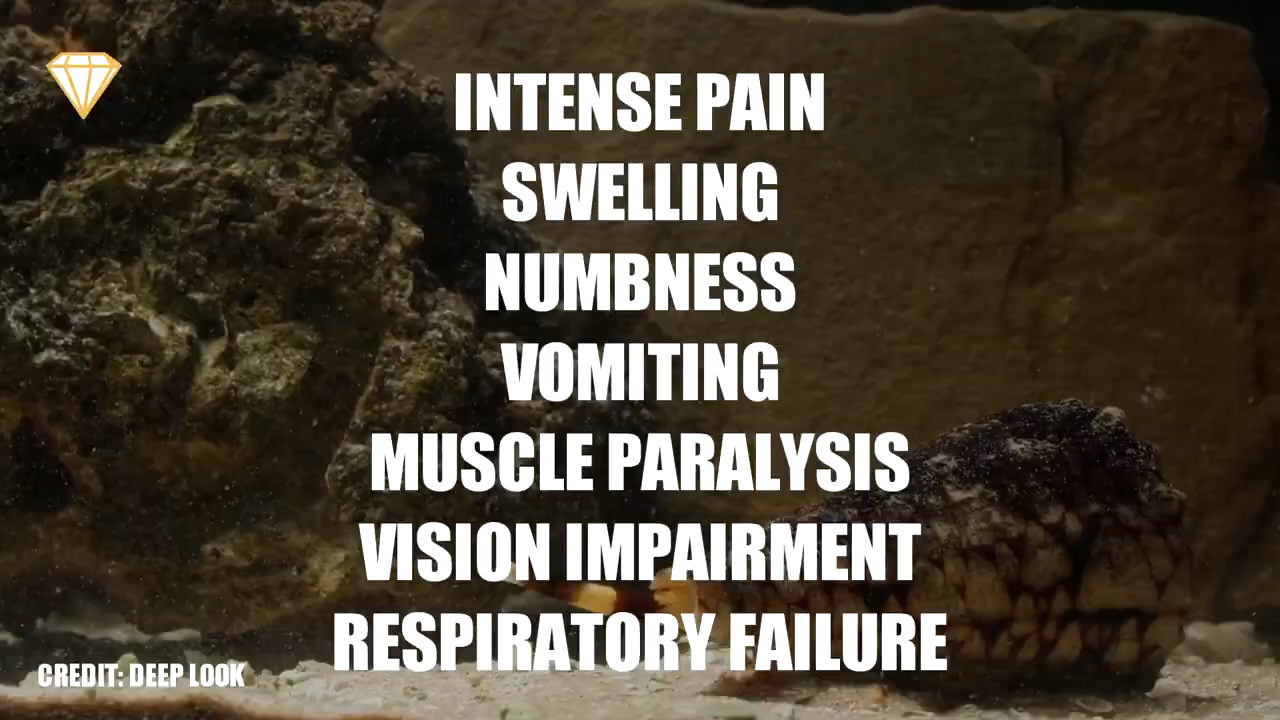 INTENSE PAIN
SWELLING
NUMBNESS
VOMITING
MUSCLE PARALYSIS
VISION IMPAIRMENT
RESPIRATORY FAILURE
CREDIT: DEEP LOOK